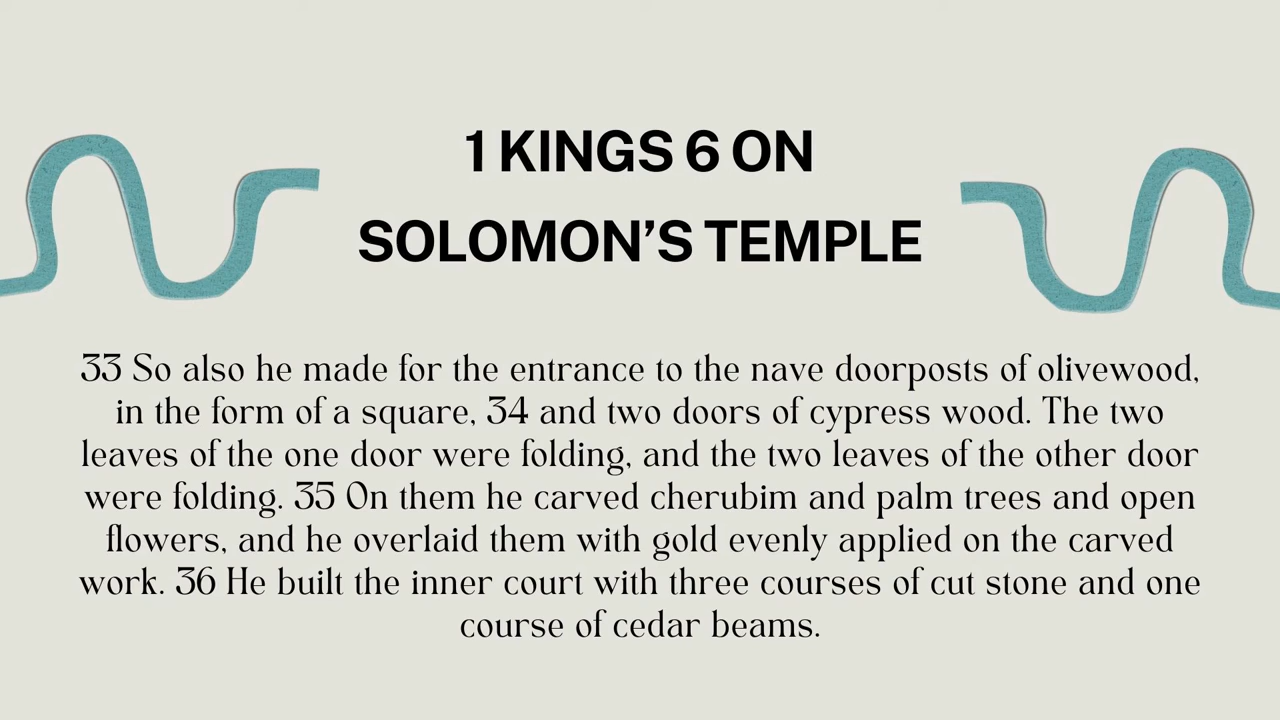 1 KINGS 6 ON
SOLOMON’S TEMPLE
33 So also he made for the entrance to the nave doorposts of olivewood,
in the form of a square, 34 and two doors of cypress wood. The two
leaves of the one door were folding, and the two leaves of the other door
were folding. 35 On them he carved cherubim and palm trees and open
flowers, and he overlaid them with gold evenly applied on the carved
work. 36 He built the inner court with three courses of cut stone and one
course of cedar beams.